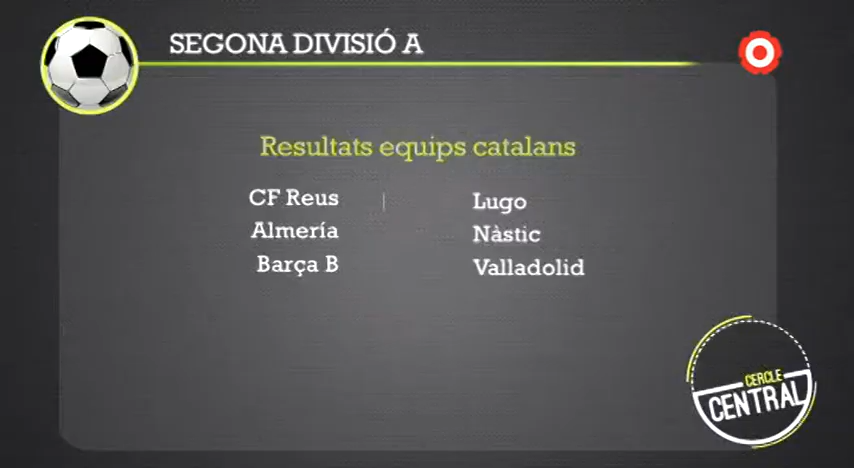 SEGONA DIVISIÓ A
Resultats equips catalans
CF Reus Lugo
Almería Nàstic
Barça B Valladolid
CERCLE
CENTRAL